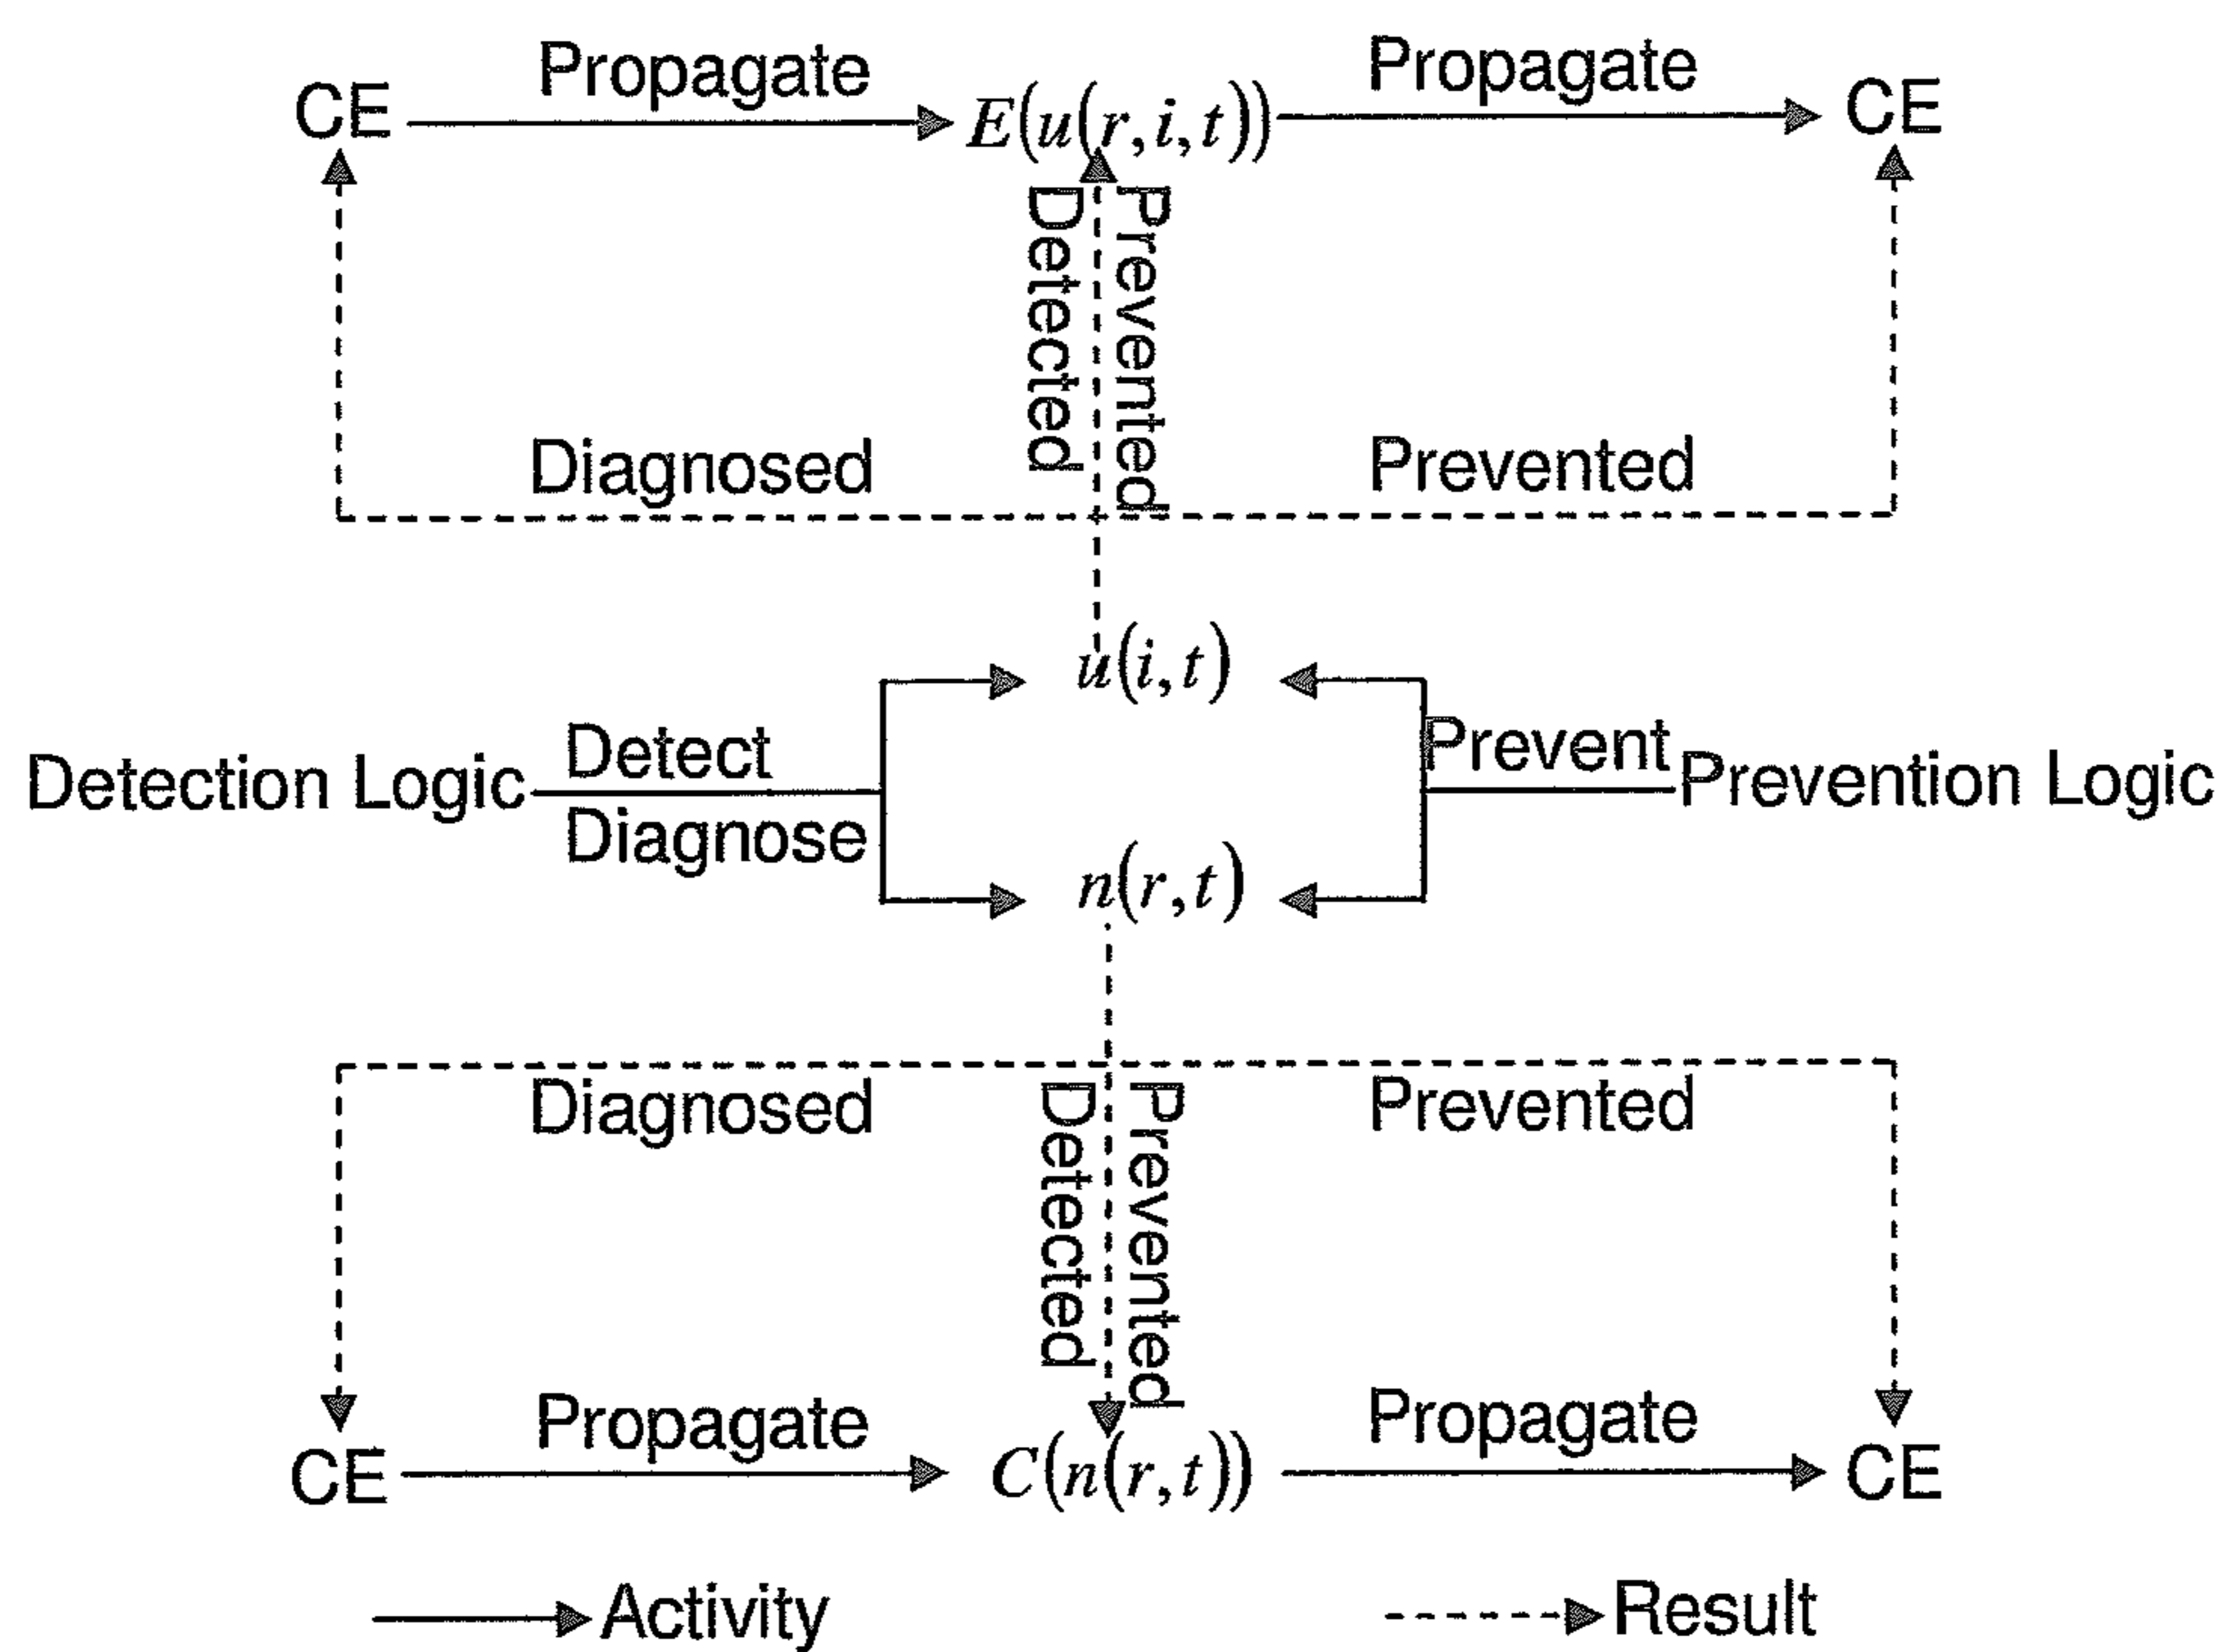 Propagate
Propagate
CE
E(u(r,i,t))
CE
Detected
Prevented
Diagnosed
Prevented
u(i,t)
Detect
Prevent
Detection Logic
Prevention Logic
Diagnose
n(r,t)
Diagnosed
Prevented
Detected
Prevented
Propagate
Propagate
CE
C(n(r,t))
CE
Activity
Result